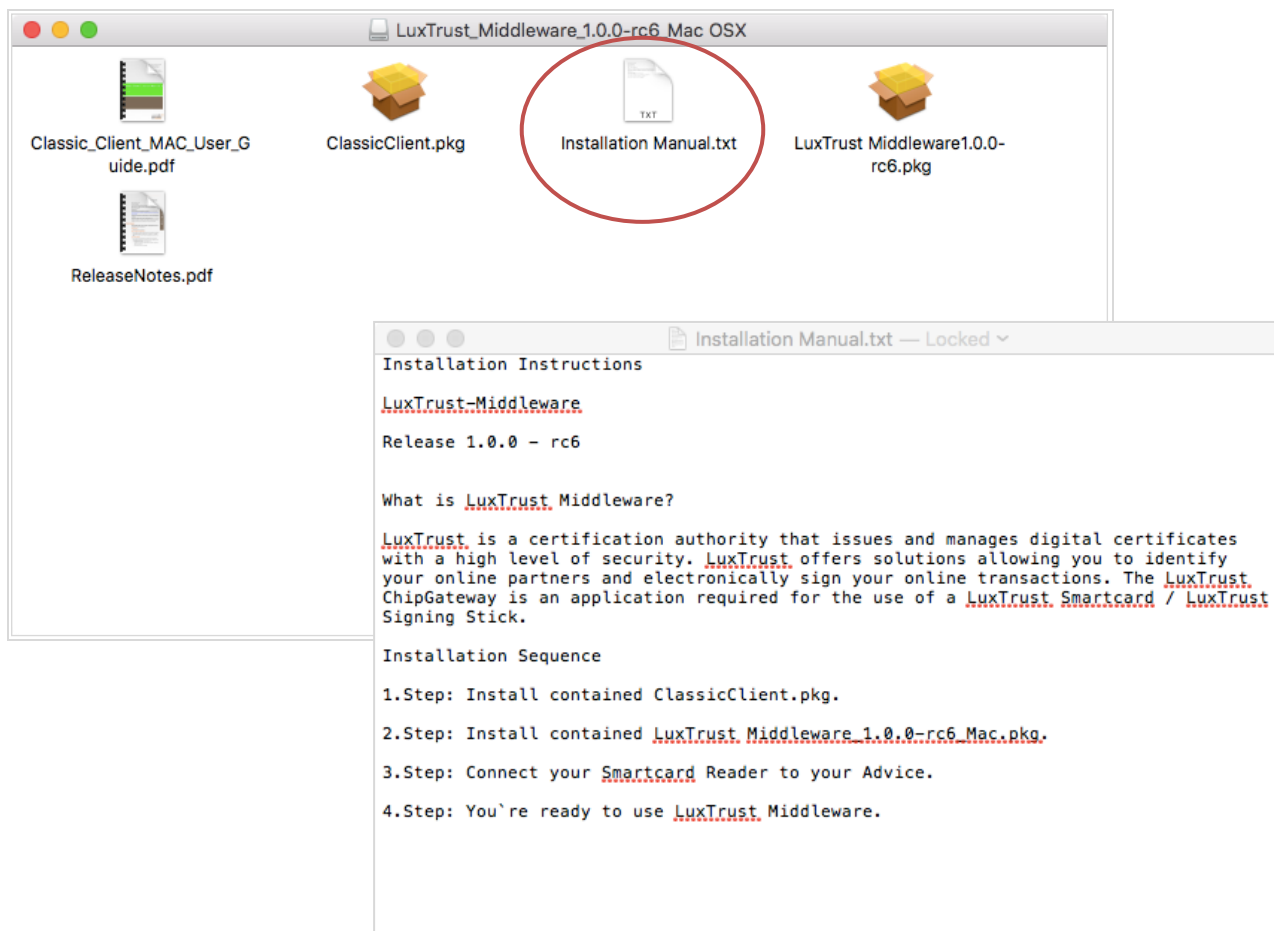 LuxTrust_Middleware_1.0.0-rc6_Mac OSX
Classic_Client_MAC_User_G
uide.pdf
ClassicClient.pkg
TXT
Installation Manual.txt
LuxTrust Middleware1.0.0-
rc6.pkg
ReleaseNotes.pdf
Installation Manual.txt — Locked
Installation Instructions
LuxTrust-Middleware
Release 1.0.0 - rc6
What is LuxTrust Middleware?
LuxTrust is a certification authority that issues and manages digital certificates
with a high level of security. LuxTrust offers solutions allowing you to identify
your online partners and electronically sign your online transactions. The LuxTrust
ChipGateway is an application required for the use of a LuxTrust Smartcard / LuxTrust
Signing Stick.
Installation Sequence
1.Step: Install contained ClassicClient.pkg.
2.Step: Install contained LuxTrust Middleware_1.0.0-rc6_Mac.pkg.
3.Step: Connect your Smartcard Reader to your Advice.
4.Step: You`re ready to use LuxTrust Middleware.